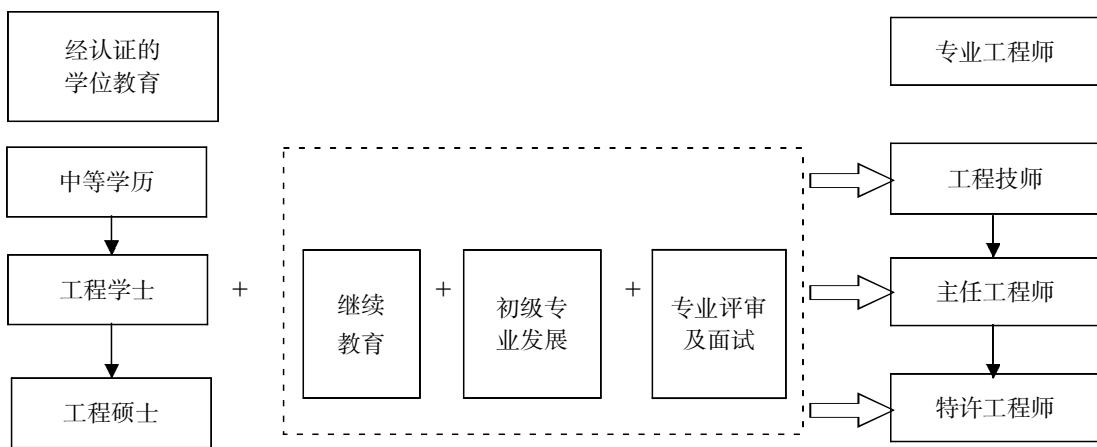 经认证的
学位教育
专业工程师
中等学历
工程技师
工程学士
+
继续
教育
+
初级专
业发展
+
专业评审
及面试
主任工程师
工程硕士
特许工程师